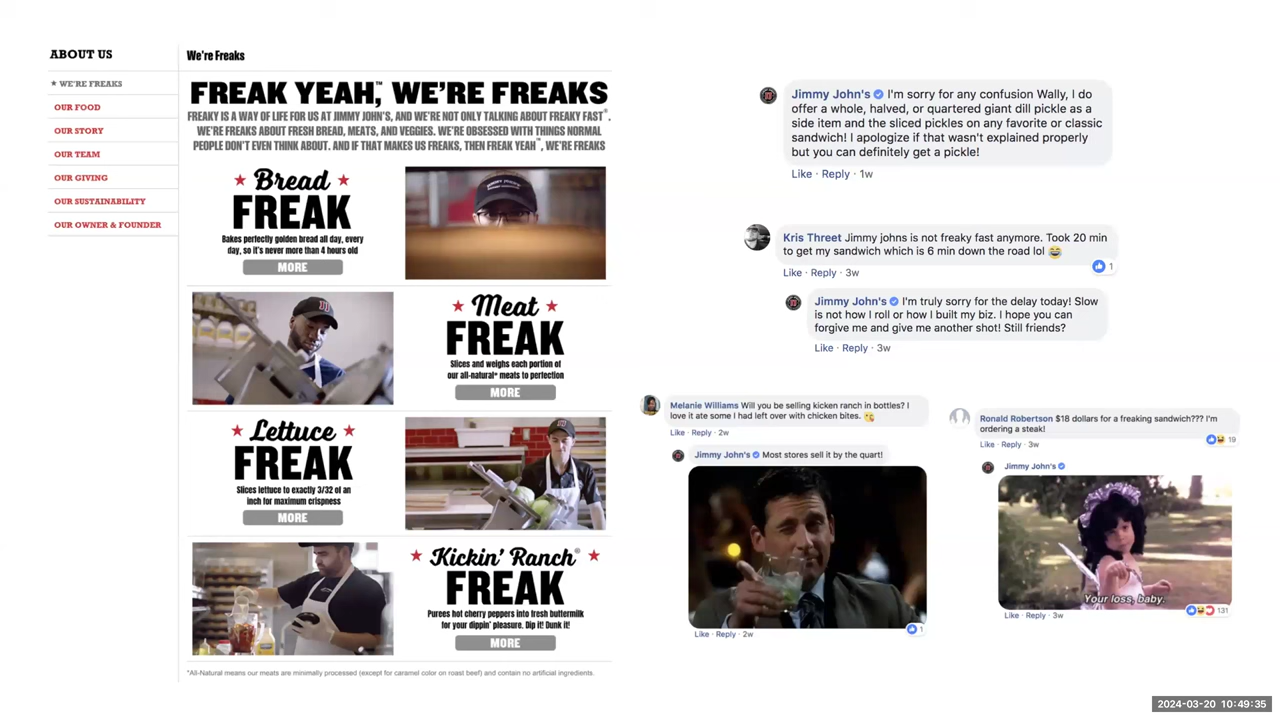 ABOUT US
★ WE'RE FREAKS
OUR FOOD
OUR STORY
OUR TEAM
OUR GIVING
OUR SUSTAINABILITY
OUR OWNER & FOUNDER
We're Freaks
FREAK YEAH,™ WE'RE FREAKS
FREAKY IS A WAY OF LIFE FOR US AT JIMMY JOHN'S, AND WE'RE NOT ONLY TALKING ABOUT FREAKY FAST®.
WE'RE FREAKS ABOUT FRESH BREAD, MEATS, AND VEGGIES. WE'RE OBSESSED WITH THINGS NORMAL
PEOPLE DON'T EVEN THINK ABOUT. AND IF THAT MAKES US FREAKS, THEN FREAK YEAH™, WE'RE FREAKS
★ Bread ★
FREAK
Bakes perfectly golden bread all day, every
day, so it's never more than 4 hours old
MORE
★ Meat ★
FREAK
Slices and weighs each portion of
our all-natural* meats to perfection
MORE
★ Lettuce ★
FREAK
Slices lettuce to exactly 3/32 of an
inch for maximum crispness
MORE
★ Kickin' Ranch® ★
FREAK
Purees hot cherry peppers into fresh buttermilk
for your dippin' pleasure. Dip it! Dunk it!
MORE
*All-Natural means our meats are minimally processed (except for caramel color on roast beef) and contain no artificial ingredients.
Jimmy John's I'm sorry for any confusion Wally, I do
offer a whole, halved, or quartered giant dill pickle as a
side item and the sliced pickles on any favorite or classic
sandwich! I apologize if that wasn't explained properly
but you can definitely get a pickle!
Like · Reply · 1w
Kris Threet Jimmy johns is not freaky fast anymore. Took 20 min
to get my sandwich which is 6 min down the road lol 😂
1
Like · Reply · 3w
Jimmy John's I'm truly sorry for the delay today! Slow
is not how I roll or how I built my biz. I hope you can
forgive me and give me another shot! Still friends?
Like · Reply · 3w
Melanie Williams Will you be selling kicken ranch in bottles? I
love it ate some I had left over with chicken bites. 😘
Like · Reply · 2w
Jimmy John's Most stores sell it by the quart!
1
Like · Reply · 2w
Ronald Robertson $18 dollars for a freaking sandwich??? I'm
ordering a steak!
19
Like · Reply · 3w
Jimmy John's
Your loss, baby.
131
Like · Reply · 3w
2024-03-20 10:49:35